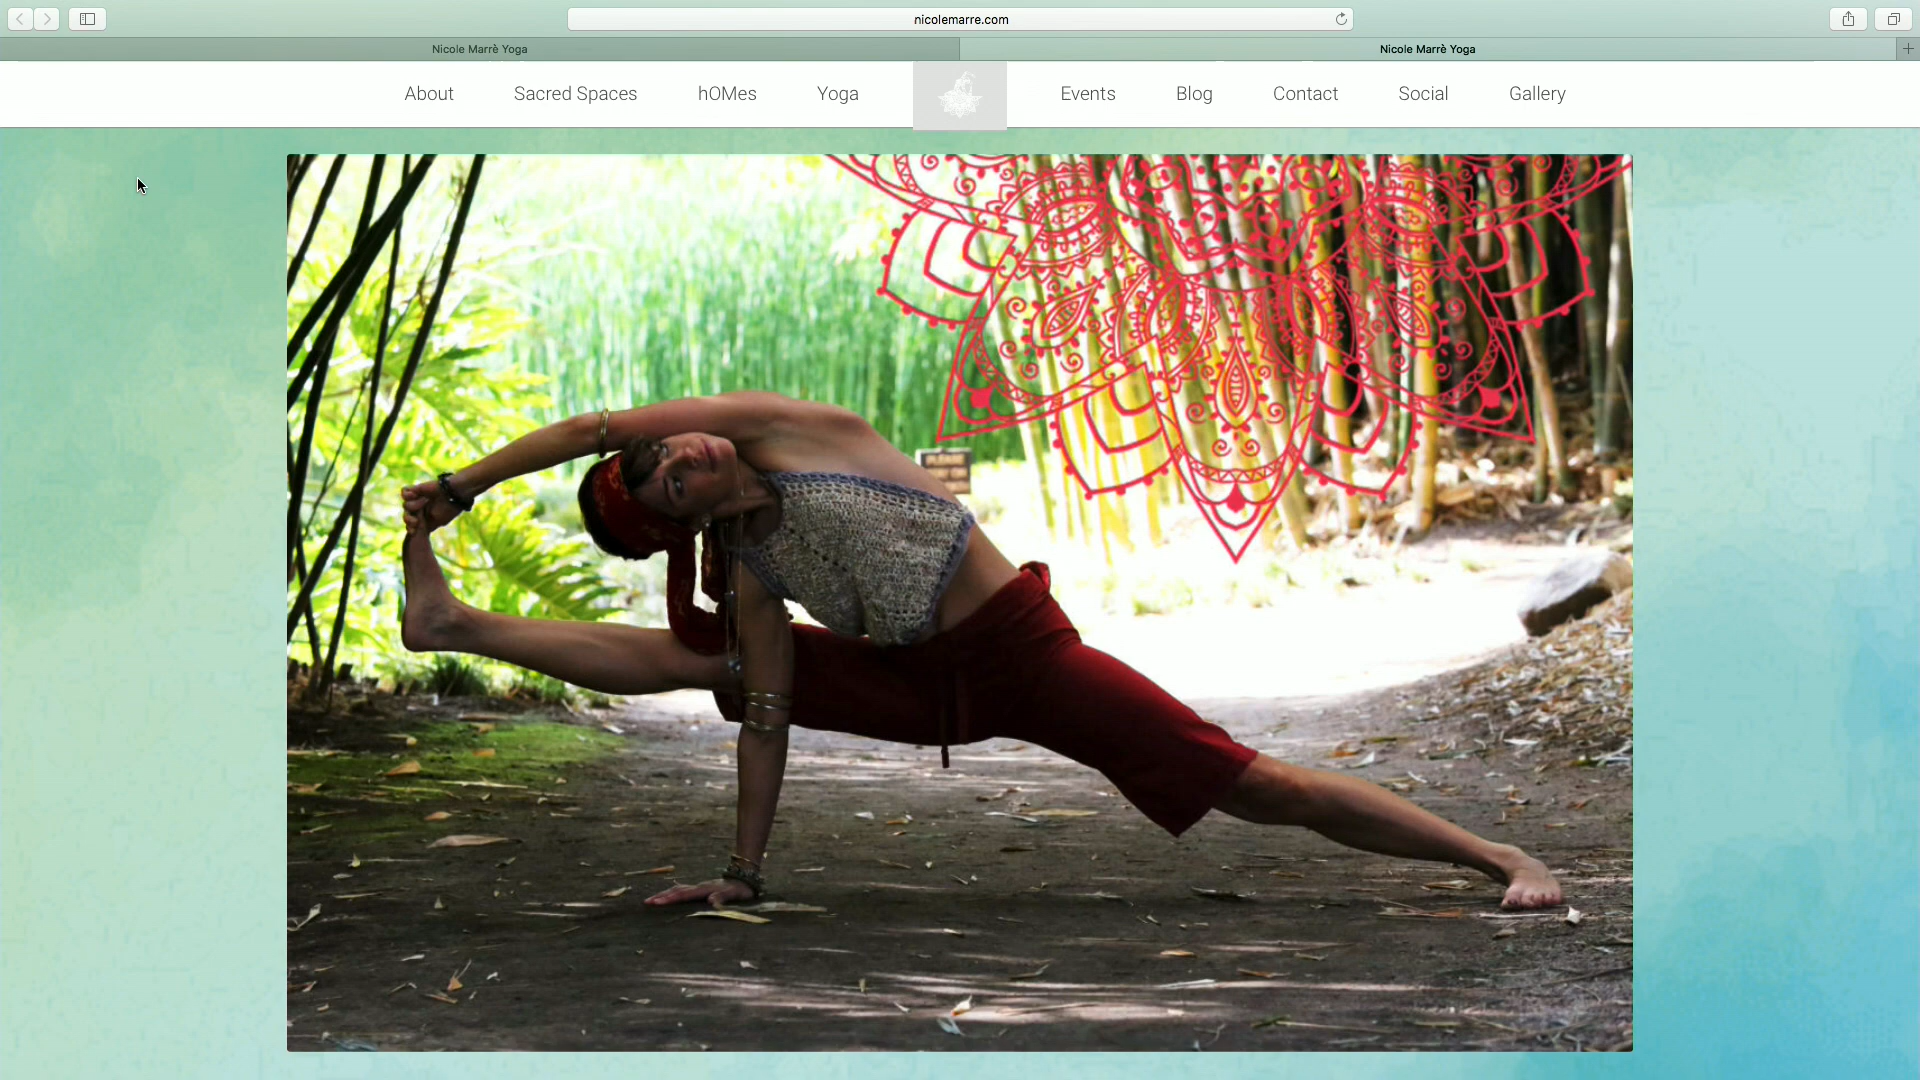 nicolemarre.com
Nicole Marrè Yoga
Nicole Marrè Yoga
About
Sacred Spaces
hOMes
Yoga
Events
Blog
Contact
Social
Gallery